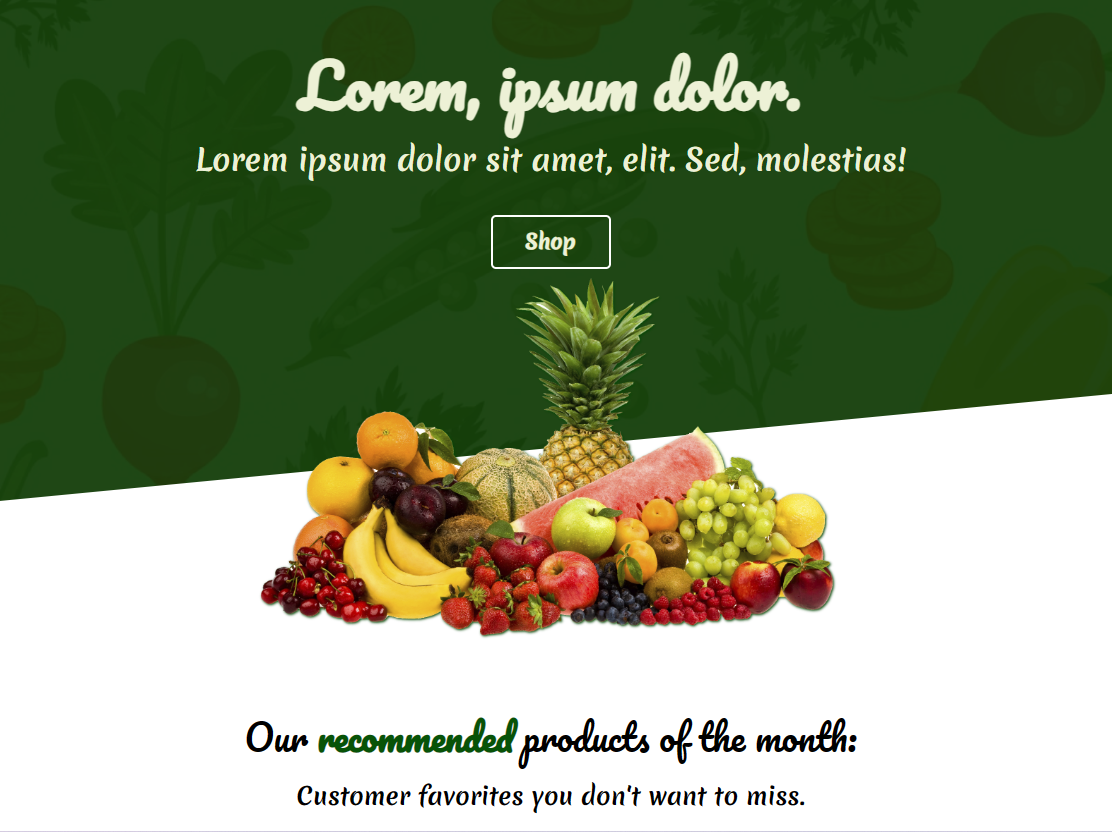 Lorem, ipsum dolor.
Lorem ipsum dolor sit amet, elit. Sed, molestias!
Shop
Our recommended products of the month:
Customer favorites you don't want to miss.